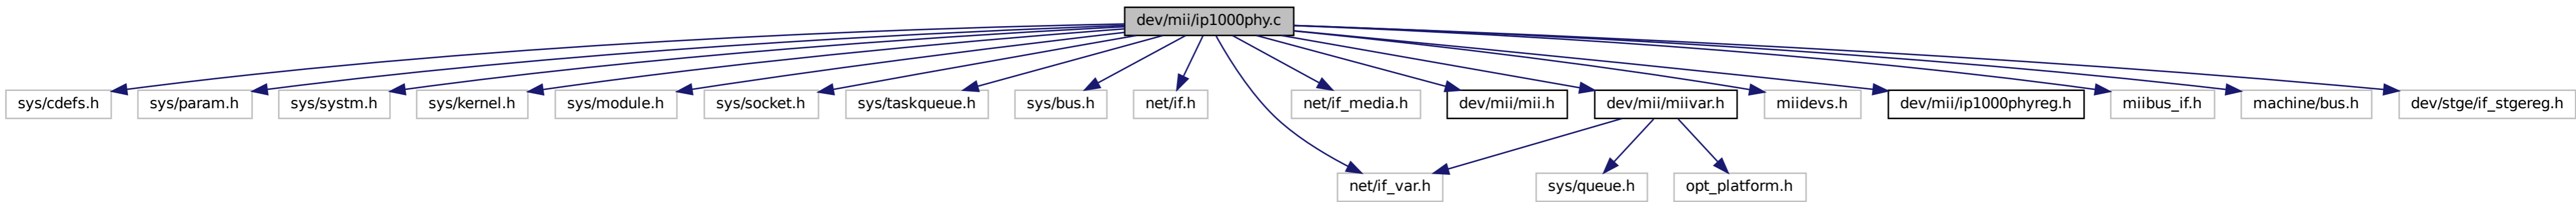 dev/mii/ip1000phy.c
sys/cdefs.h
sys/param.h
sys/systm.h
sys/kernel.h
sys/module.h
sys/socket.h
sys/taskqueue.h
sys/bus.h
net/if.h
net/if_media.h
dev/mii/mii.h
dev/mii/miivar.h
miidevs.h
dev/mii/ip1000phyreg.h
miibus_if.h
machine/bus.h
dev/stge/if_stgereg.h
net/if_var.h
sys/queue.h
opt_platform.h